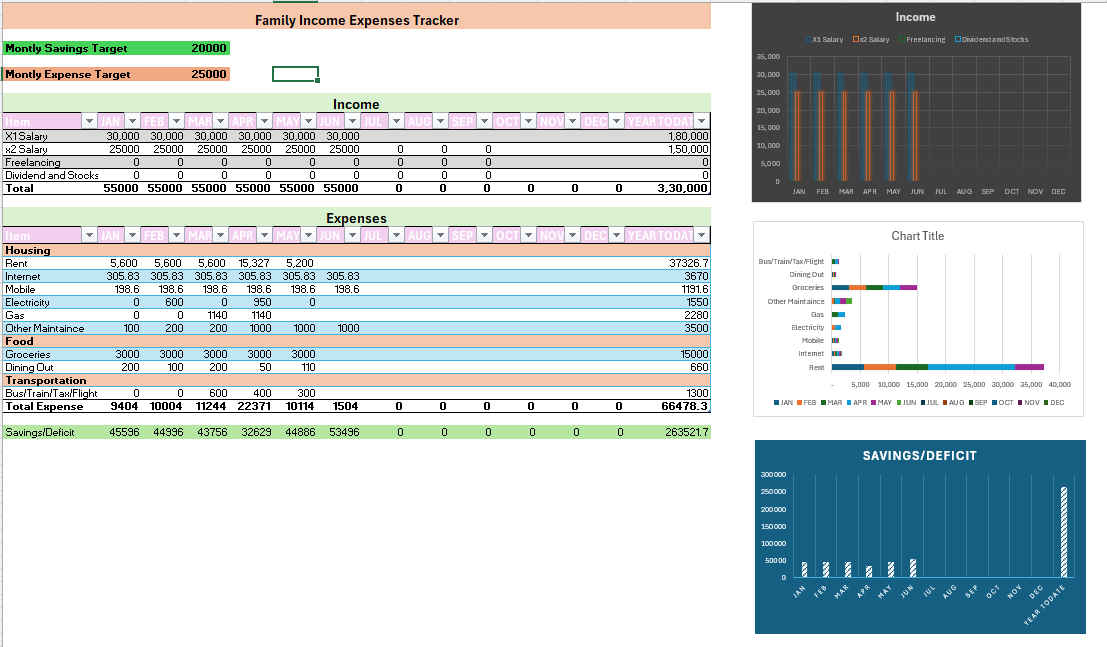 Family Income Expenses Tracker
Montly Savings Target 20000
Montly Expense Target 25000
Income
Item JAN FEB MAR APR MAY JUN JUL AUG SEP OCT NOV DEC YEARTODAT
X1 Salary 30,000 30,000 30,000 30,000 30,000 30,000 1,80,000
x2 Salary 25000 25000 25000 25000 25000 25000 0 0 0 1,50,000
Freelancing 0 0 0 0 0 0 0 0 0 0
Dividend and Stocks 0 0 0 0 0 0 0 0 0 0
Total 55000 55000 55000 55000 55000 55000 0 0 0 0 0 0 3,30,000
Expenses
Item JAN FEB MAR APR MAY JUN JUL AUG SEP OCT NOV DEC YEARTODAT
Housing
Rent 5,600 5,600 5,600 15,327 5,200 37326.7
Internet 305.83 305.83 305.83 305.83 305.83 305.83 3670
Mobile 198.6 198.6 198.6 198.6 198.6 198.6 1191.6
Electricity 0 600 0 950 0 1550
Gas 0 0 1140 1140 2280
Other Maintaince 100 200 200 1000 1000 1000 3500
Food
Groceries 3000 3000 3000 3000 3000 15000
Dining Out 200 100 200 50 110 660
Transportation
Bus/Train/Tax/Flight 0 0 600 400 300 1300
Total Expense 9404 10004 11244 22371 10114 1504 0 0 0 0 0 0 66478.3
Savings/Deficit 45596 44996 43756 32629 44886 53496 0 0 0 0 0 0 263521.7
Income
X1 Salary x2 Salary Freelancing Dividend and Stocks
35,000
30,000
25,000
20,000
15,000
10,000
5,000
0
JAN FEB MAR APR MAY JUN JUL AUG SEP OCT NOV DEC
Chart Title
Bus/Train/Tax/Flight
Dining Out
Groceries
Other Maintaince
Gas
Electricity
Mobile
Internet
Rent
- 5,000 10,000 15,000 20,000 25,000 30,000 35,000 40,000
JAN FEB MAR APR MAY JUN JUL AUG SEP OCT NOV DEC
SAVINGS/DEFICIT
300000
250000
200000
150000
100000
50000
0
JAN FEB MAR APR MAY JUN JUL AUG SEP OCT NOV DEC YEAR TODATE